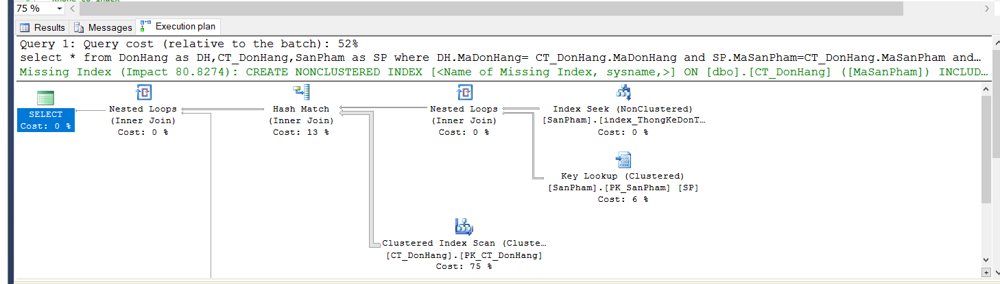 75 %
Results Messages Execution plan
Query 1: Query cost (relative to the batch): 52%
select * from DonHang as DH,CT_DonHang,SanPham as SP where DH.MaDonHang= CT_DonHang.MaDonHang and SP.MaSanPham=CT_DonHang.MaSanPham and...
Missing Index (Impact 80.8274): CREATE NONCLUSTERED INDEX [<Name of Missing Index, sysname,>] ON [dbo].[CT_DonHang] ([MaSanPham]) INCLUD...
SELECT
Cost: 0 %
Nested Loops
(Inner Join)
Cost: 0 %
Hash Match
(Inner Join)
Cost: 13 %
Nested Loops
(Inner Join)
Cost: 0 %
Index Seek (NonClustered)
[SanPham].[index_ThongKeDonT...
Cost: 0 %
Key Lookup (Clustered)
[SanPham].[PK_SanPham] [SP]
Cost: 6 %
Clustered Index Scan (Cluste...
[CT_DonHang].[PK_CT_DonHang]
Cost: 75 %